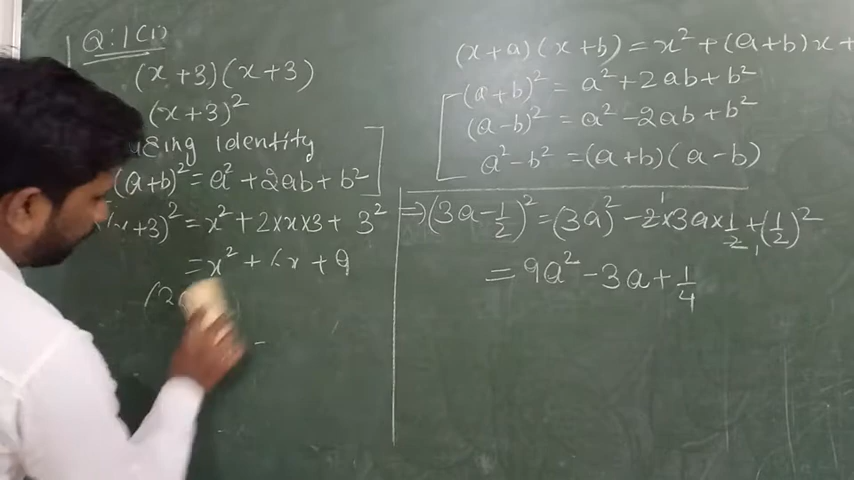 Q:1(1)
(x+3)(x+3)
(x+3)²
Identity
(a+b)² = a² + 2ab + b²
+3)² = x² + 2×x×3 + 3²
= x² + 6x + 9
(x+a)(x+b) = x² + (a+b)x +
(a+b)² = a² + 2ab + b²
(a-b)² = a² - 2ab + b²
a² - b² = (a+b)(a-b)
⇒ (3a - 1/2)² = (3a)² - 2×3a×1/2 + (1/2)²
= 9a² - 3a + 1/4